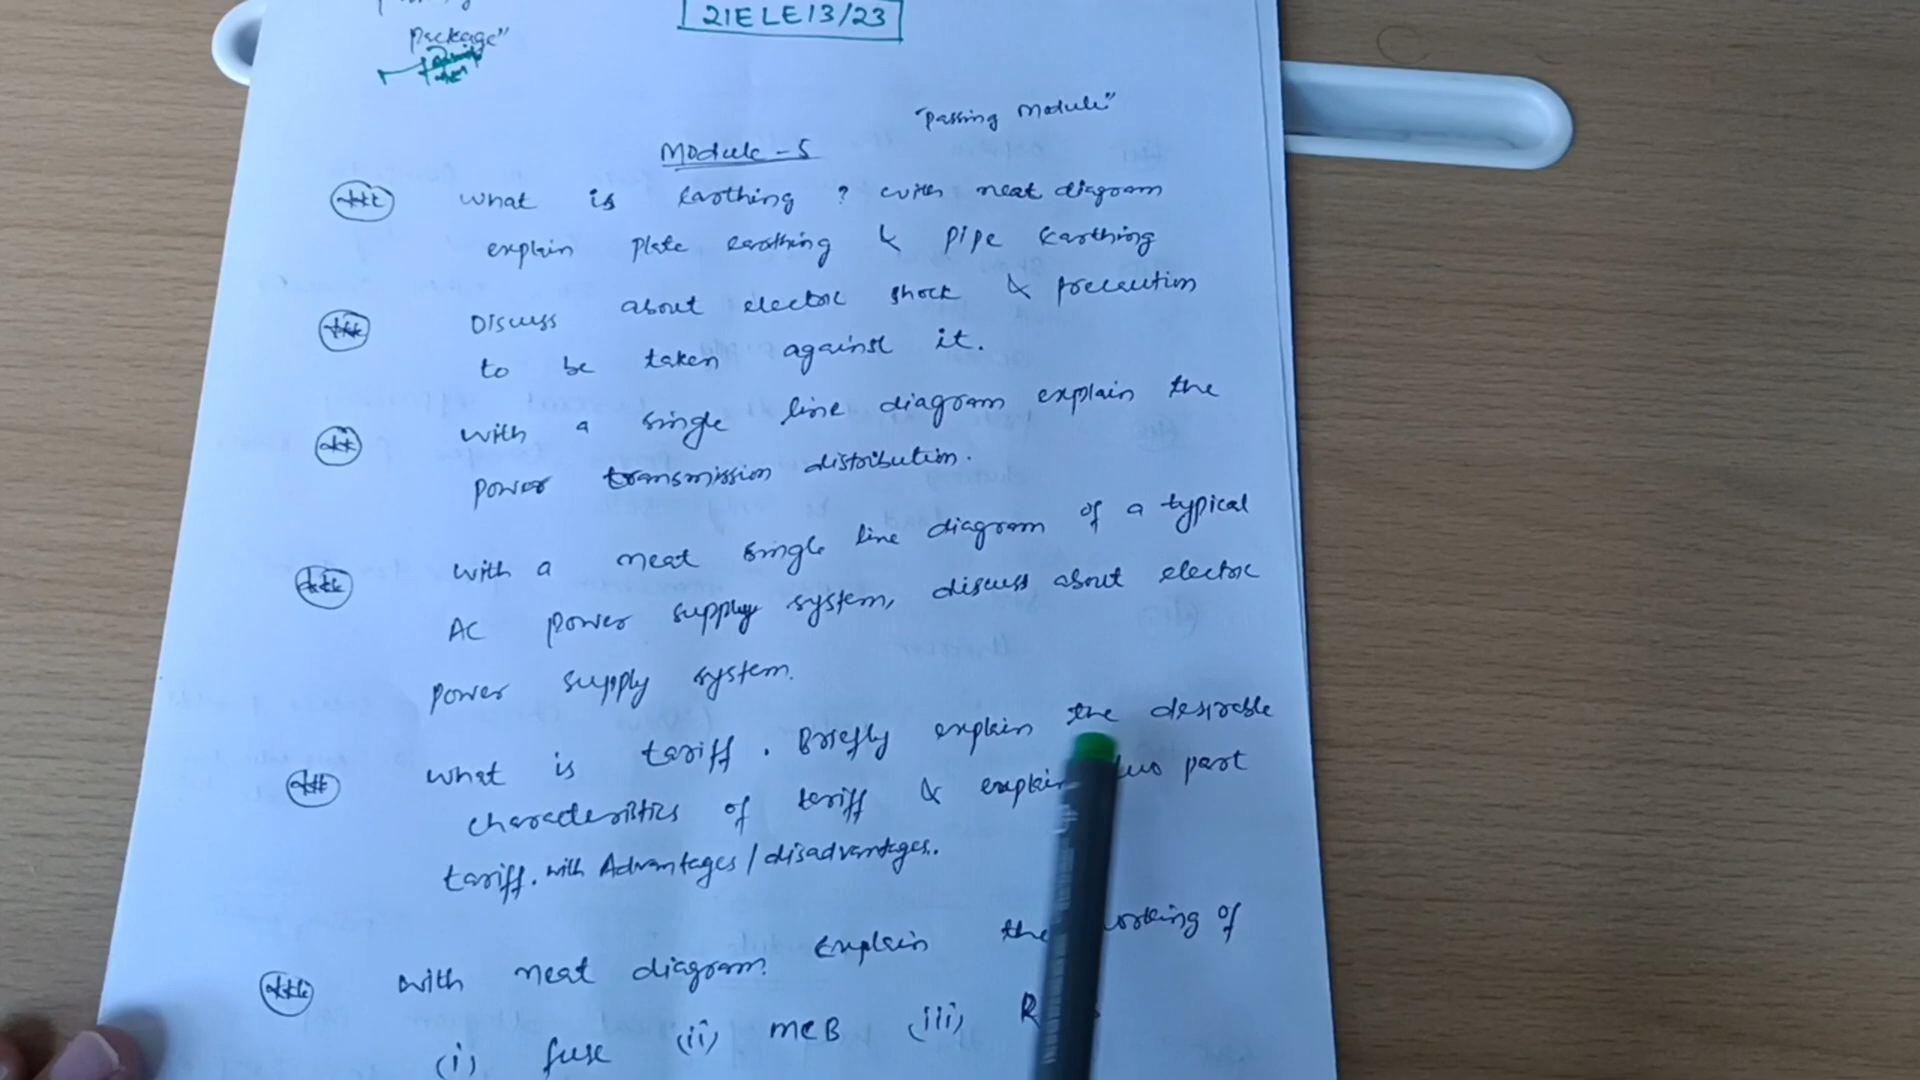 21ELE13/23
Package"
"Passing Module"
Module - 5
What is Earthing ? with neat diagram
explain plate earthing & pipe Earthing
Discuss about electric shock & precaution
to be taken against it.
With a single line diagram explain the
power transmission distribution.
With a neat single line diagram of a typical
AC power supply system, discuss about electric
power supply system.
What is tariff. Briefly explain the desirable
characteristics of tariff & explain two part
tariff. with Advantages/disadvantages.
With neat diagram. Explain the working of
(i) fuse (ii) MCB (iii)